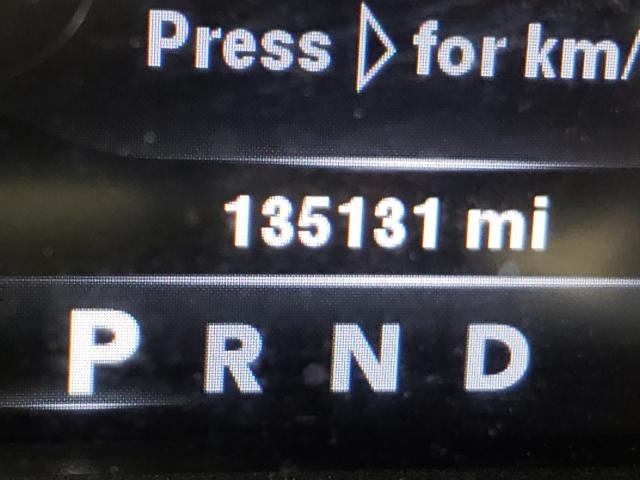 Press ▷ for km/
135131 mi
P R N D